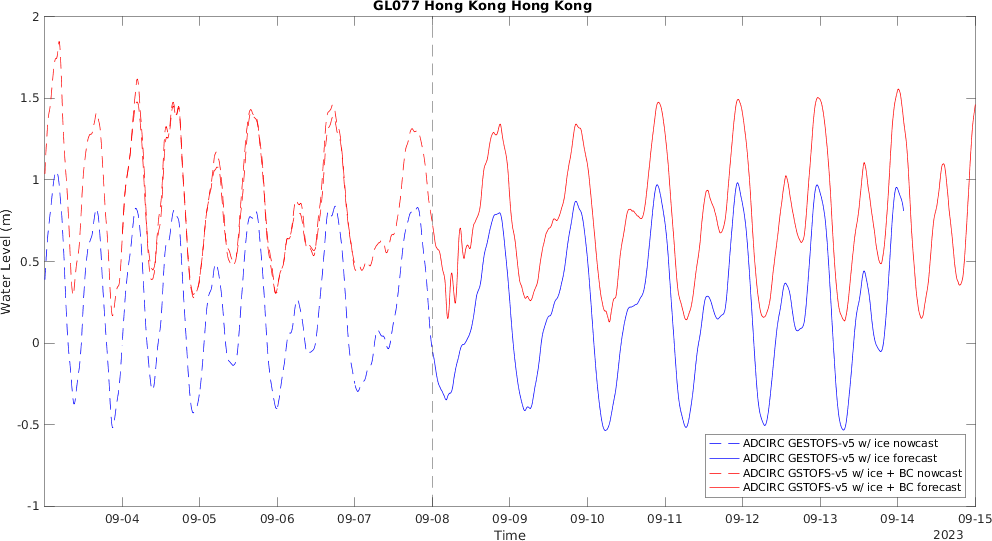 GL077 Hong Kong Hong Kong
Water Level (m)
2
1.5
1
0.5
0
-0.5
-1
ADCIRC GESTOFS-v5 w/ ice nowcast
ADCIRC GESTOFS-v5 w/ ice forecast
ADCIRC GSTOFS-v5 w/ ice + BC nowcast
ADCIRC GSTOFS-v5 w/ ice + BC forecast
09-04 09-05 09-06 09-07 09-08 09-09 09-10 09-11 09-12 09-13 09-14 09-15
Time
2023